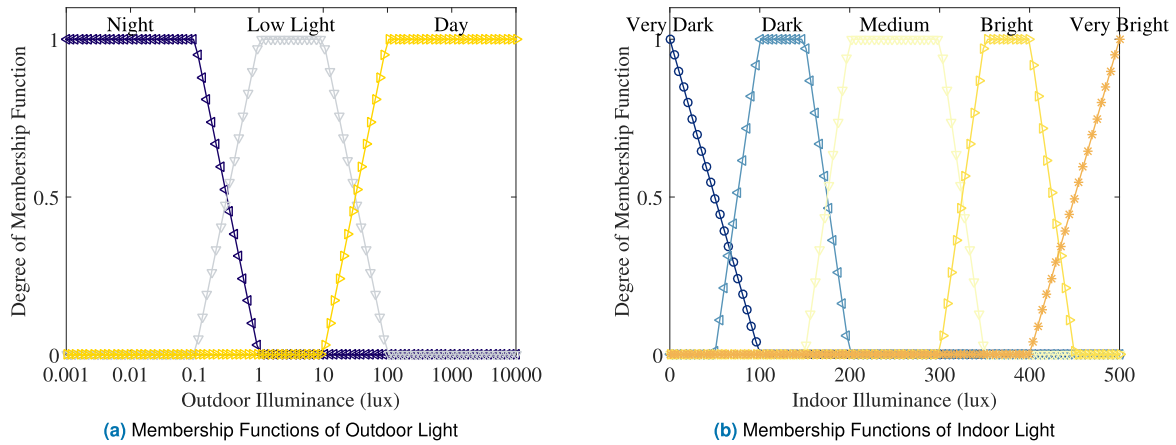 Night Low Light Day
1
0.5
0
Degree of Membership Function
0.001 0.01 0.1 1 10 100 1000 10000
Outdoor Illuminance (lux)
(a) Membership Functions of Outdoor Light
Very Dark Dark Medium Bright Very Bright
1
0.5
0
Degree of Membership Function
0 100 200 300 400 500
Indoor Illuminance (lux)
(b) Membership Functions of Indoor Light